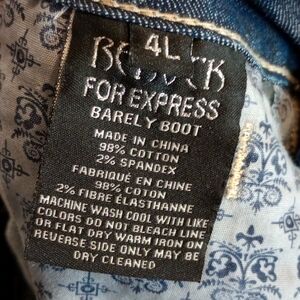 4L
FOR EXPRESS
BARELY BOOT
MADE IN CHINA
98% COTTON
2% SPANDEX
FABRIQUÉ EN CHINE
98% COTON
2% FIBRE ÉLASTHANNE
MACHINE WASH COOL WITH LIKE
COLORS DO NOT BLEACH LINE
OR FLAT DRY WARM IRON ON
REVERSE SIDE ONLY MAY BE
DRY CLEANED